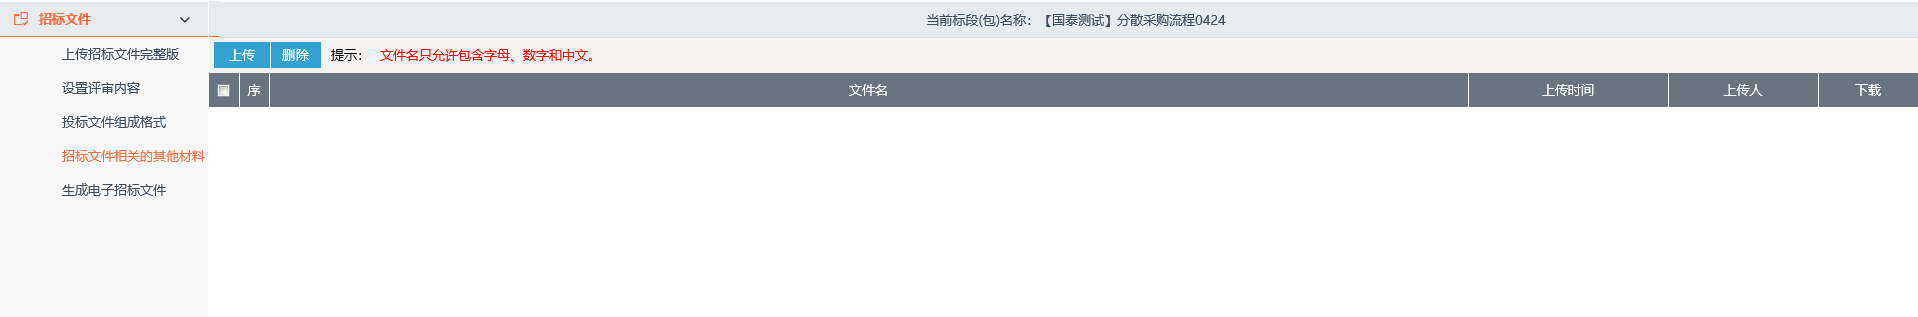 招标文件
上传招标文件完整版
设置评审内容
投标文件组成格式
招标文件相关的其他材料
生成电子招标文件
当前标段(包)名称：【国泰测试】分散采购流程0424
上传 删除 提示： 文件名只允许包含字母、数字和中文。
序 文件名 上传时间 上传人 下载